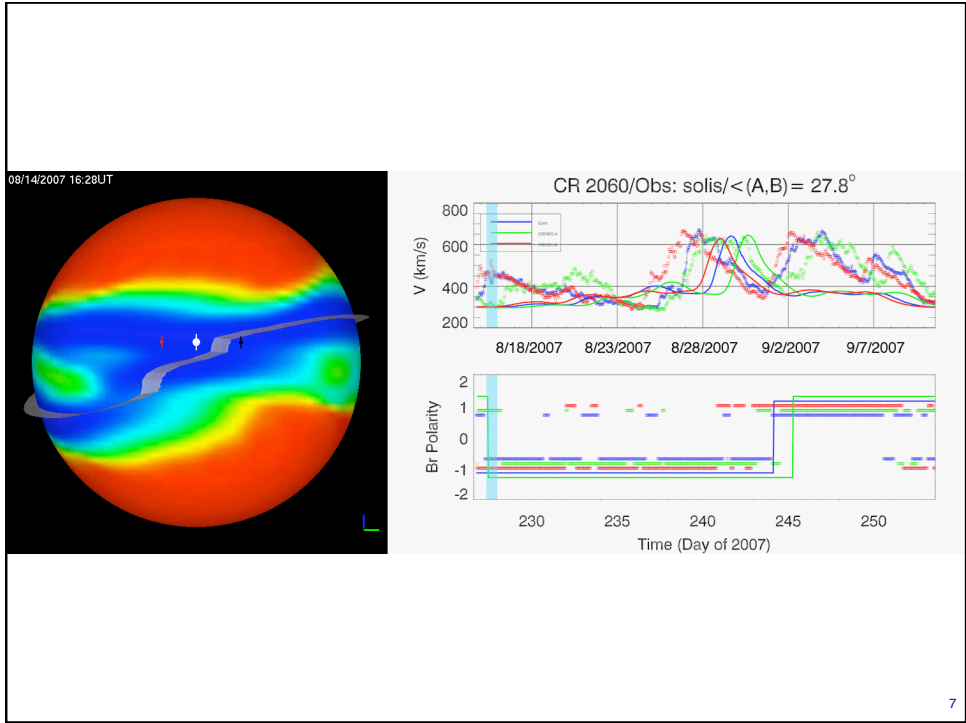 08/14/2007 16:28UT
CR 2060/Obs: solis/<(A,B)= 27.8°
800
600
400
200
V (km/s)
8/18/2007 8/23/2007 8/28/2007 9/2/2007 9/7/2007
2
1
0
-1
-2
Br Polarity
230 235 240 245 250
Time (Day of 2007)
7